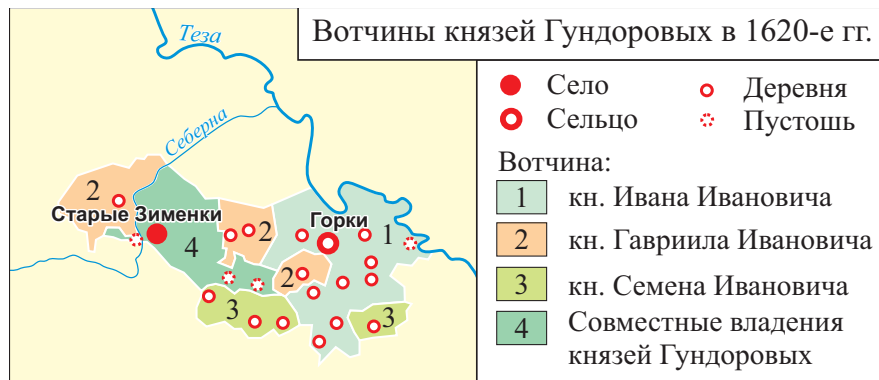 Вотчины князей Гундоровых в 1620-е гг.
Теза
Северна
2
Старые Зименки
4
2
Горки
1
2
3
3
Село
Деревня
Сельцо
Пустошь
Вотчина:
1 кн. Ивана Ивановича
2 кн. Гавриила Ивановича
3 кн. Семена Ивановича
4 Совместные владения
князей Гундоровых